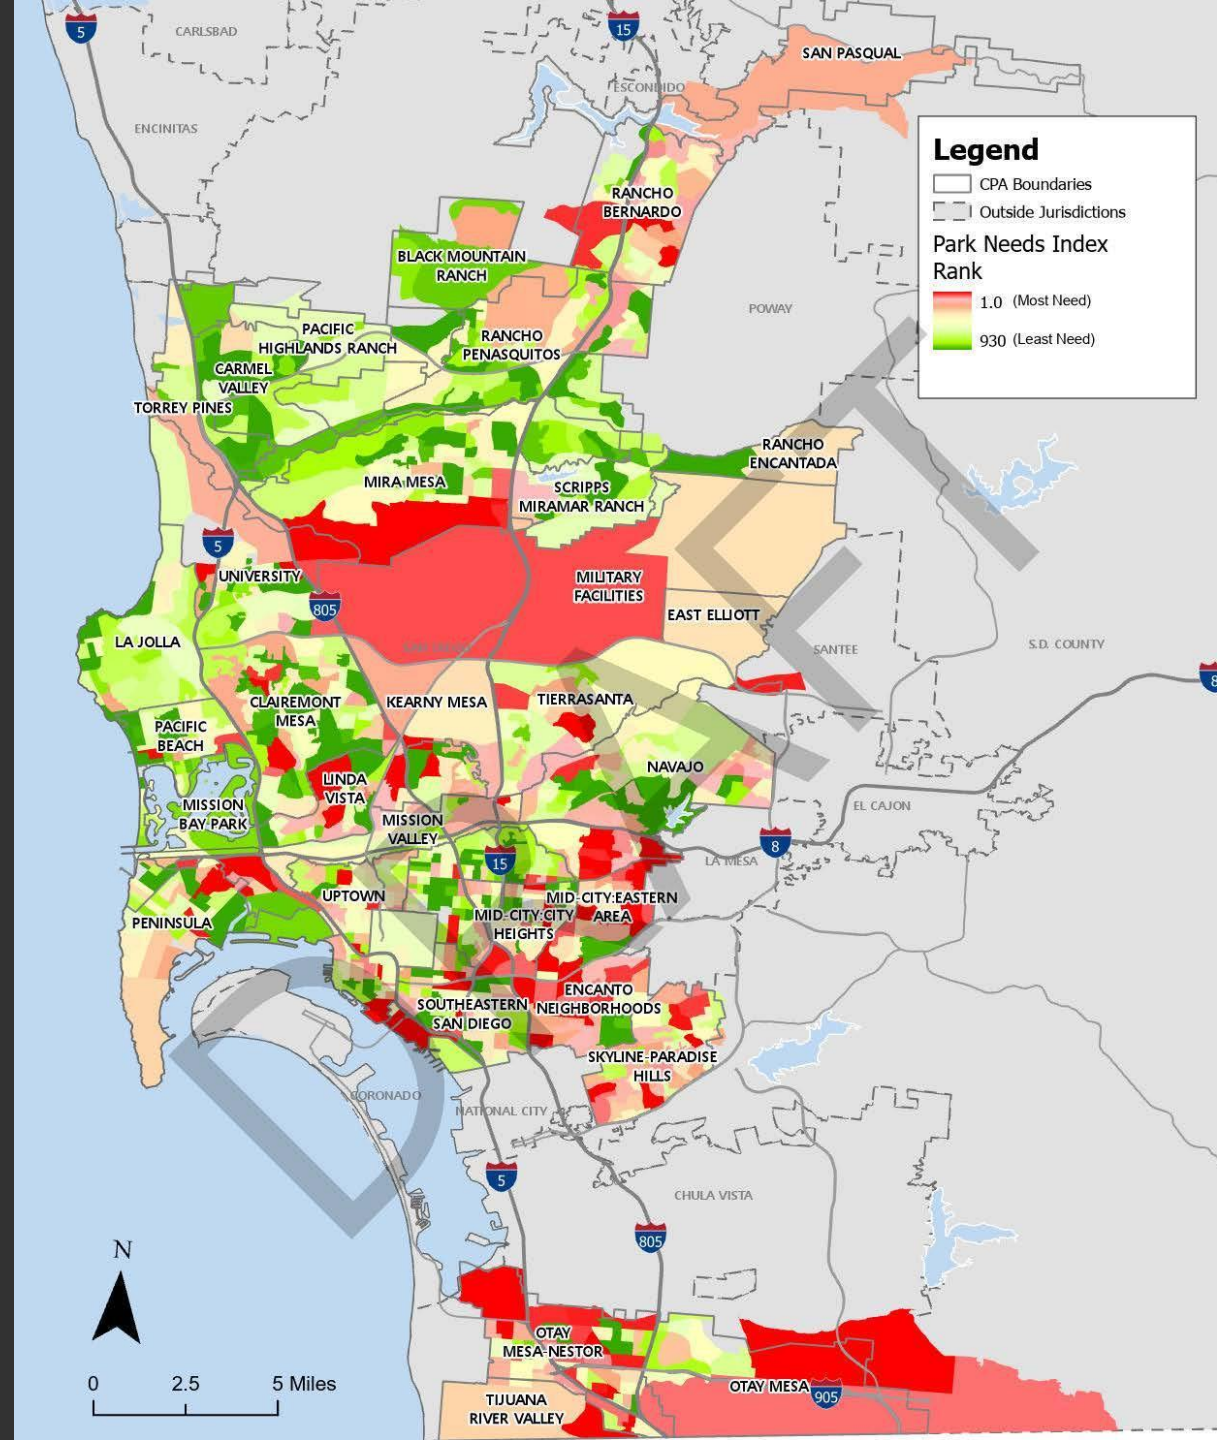 5
CARLSBAD
15
SAN PASQUAL
ESCONDIDO
ENCINITAS
Legend
CPA Boundaries
Outside Jurisdictions
Park Needs Index
Rank
1.0 (Most Need)
930 (Least Need)
RANCHO
BERNARDO
BLACK MOUNTAIN
RANCH
POWAY
PACIFIC
HIGHLANDS RANCH
RANCHO
PENASQUITOS
CARMEL
VALLEY
TORREY PINES
RANCHO
ENCANTADA
MIRA MESA
SCRIPPS
MIRAMAR RANCH
5
UNIVERSITY
MILITARY
FACILITIES
805
EAST ELLIOTT
LA JOLLA
SAN DIEGO
SANTEE
S.D. COUNTY
8
CLAIREMONT
MESA
KEARNY MESA
TIERRASANTA
PACIFIC
BEACH
NAVAJO
LINDA
VISTA
MISSION
BAY PARK
MISSION
VALLEY
EL CAJON
15
8
LA MESA
UPTOWN
MID-CITY:EASTERN
AREA
MID-CITY:CITY
HEIGHTS
PENINSULA
ENCANTO
NEIGHBORHOODS
SOUTHEASTERN
SAN DIEGO
SKYLINE-PARADISE
HILLS
CORONADO
NATIONAL CITY
5
CHULA VISTA
805
N
0 2.5 5 Miles
OTAY
MESA-NESTOR
OTAY MESA
905
TIJUANA
RIVER VALLEY
DRAFT